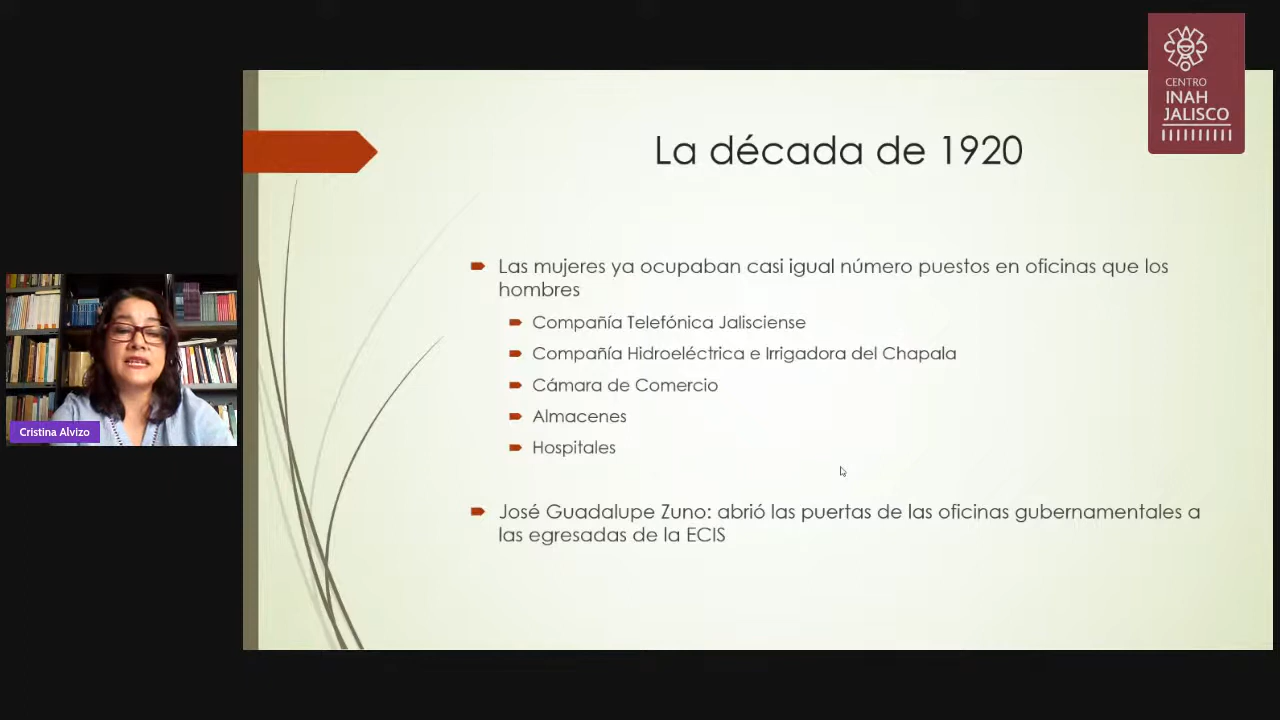 CENTRO
INAH
JALISCO
La década de 1920
Las mujeres ya ocupaban casi igual número puestos en oficinas que los
hombres
Compañía Telefónica Jalisciense
Compañía Hidroeléctrica e Irrigadora del Chapala
Cámara de Comercio
Almacenes
Hospitales
José Guadalupe Zuno: abrió las puertas de las oficinas gubernamentales a
las egresadas de la ECIS
Cristina Alvizo